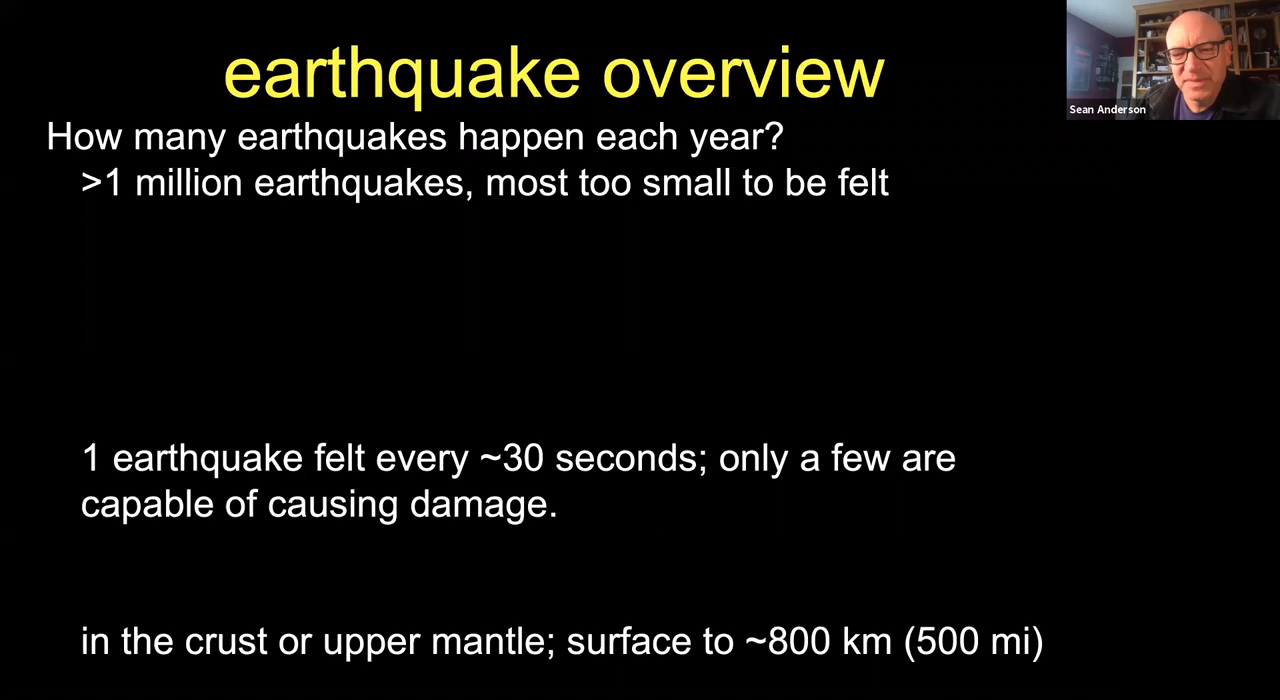 earthquake overview
Sean Anderson
How many earthquakes happen each year?
>1 million earthquakes, most too small to be felt
1 earthquake felt every ~30 seconds; only a few are
capable of causing damage.
in the crust or upper mantle; surface to ~800 km (500 mi)